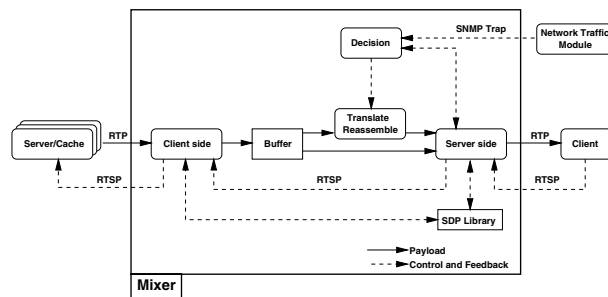 SNMP Trap
Network Traffic
Module
Decision
Translate
Reassemble
Server/Cache
RTP
Client side
Buffer
Server side
RTP
Client
RTSP
RTSP
RTSP
SDP Library
Payload
Control and Feedback
Mixer